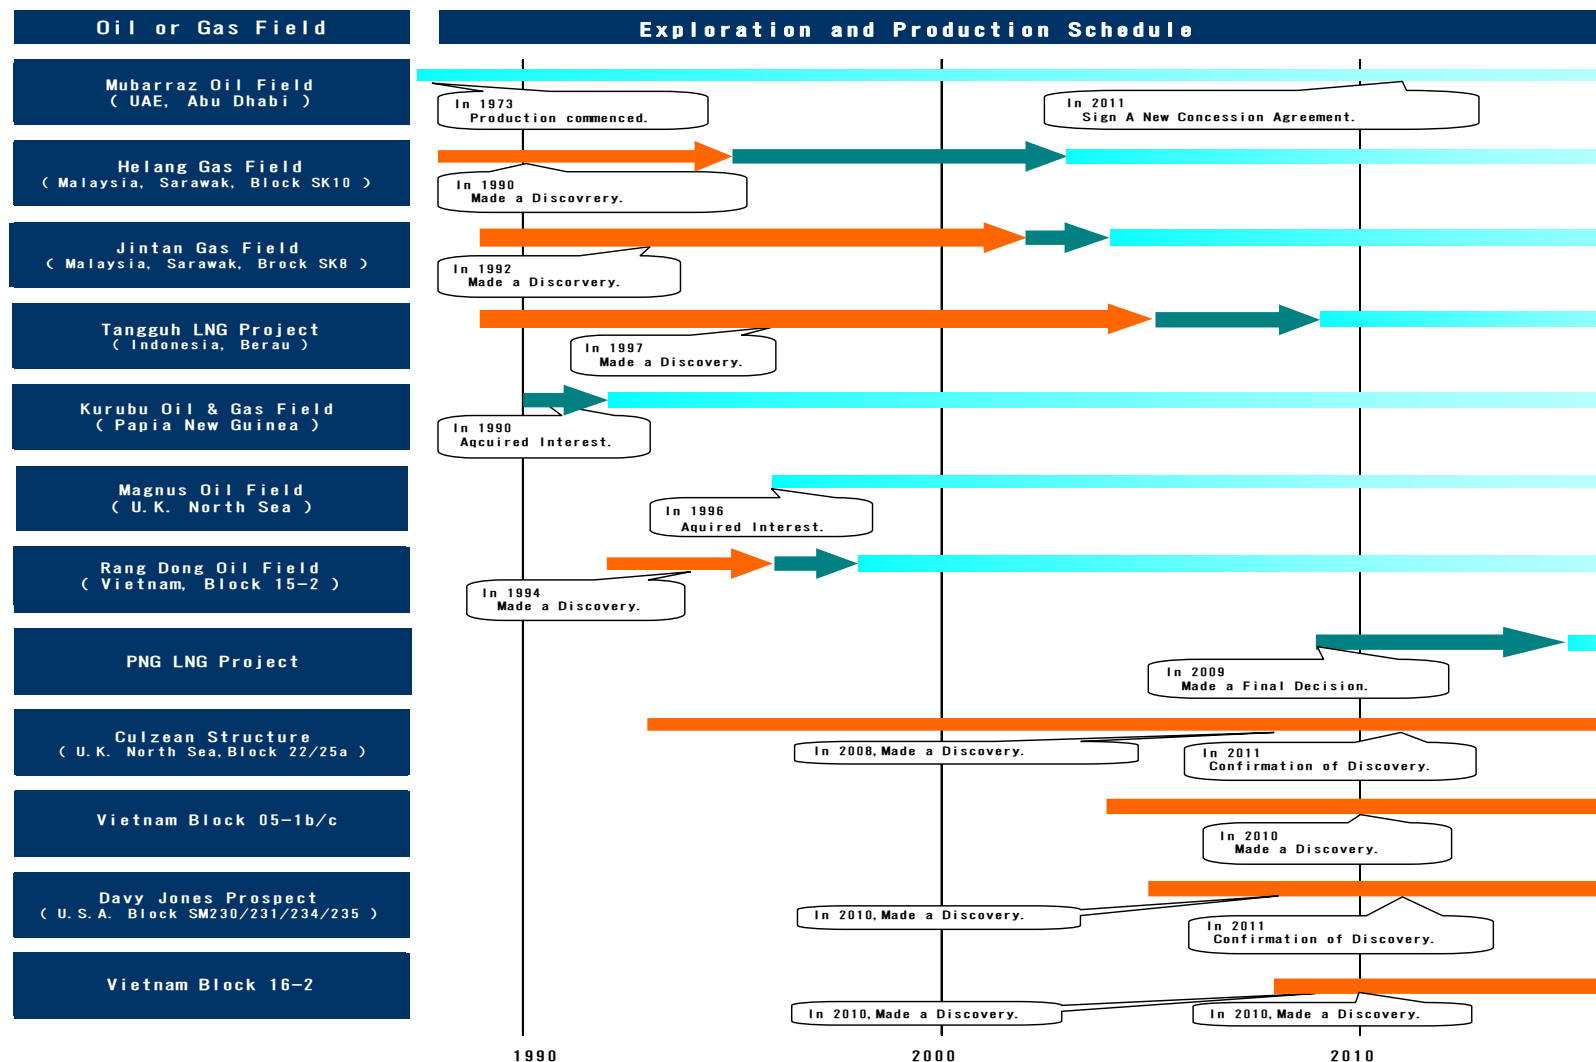 Oil or Gas Field
Exploration and Production Schedule
Mubarraz Oil Field
( UAE, Abu Dhabi )
In 1973
Production commenced.
In 2011
Sign A New Concession Agreement.
Helang Gas Field
( Malaysia, Sarawak, Block SK10 )
In 1990
Made a Discovrery.
Jintan Gas Field
( Malaysia, Sarawak, Brock SK8 )
In 1992
Made a Discorvery.
Tangguh LNG Project
( Indonesia, Berau )
In 1997
Made a Discovery.
Kurubu Oil & Gas Field
( Papia New Guinea )
In 1990
Aqcuired Interest.
Magnus Oil Field
( U.K. North Sea )
In 1996
Aquired Interest.
Rang Dong Oil Field
( Vietnam, Block 15-2 )
In 1994
Made a Discovery.
PNG LNG Project
In 2009
Made a Final Decision.
Culzean Structure
( U.K. North Sea, Block 22/25a )
In 2008, Made a Discovery.
In 2011
Confirmation of Discovery.
Vietnam Block 05-1b/c
In 2010
Made a Discovery.
Davy Jones Prospect
( U.S.A. Block SM230/231/234/235 )
In 2010, Made a Discovery.
In 2011
Confirmation of Discovery.
Vietnam Block 16-2
In 2010, Made a Discovery.
In 2010, Made a Discovery.
1990
2000
2010